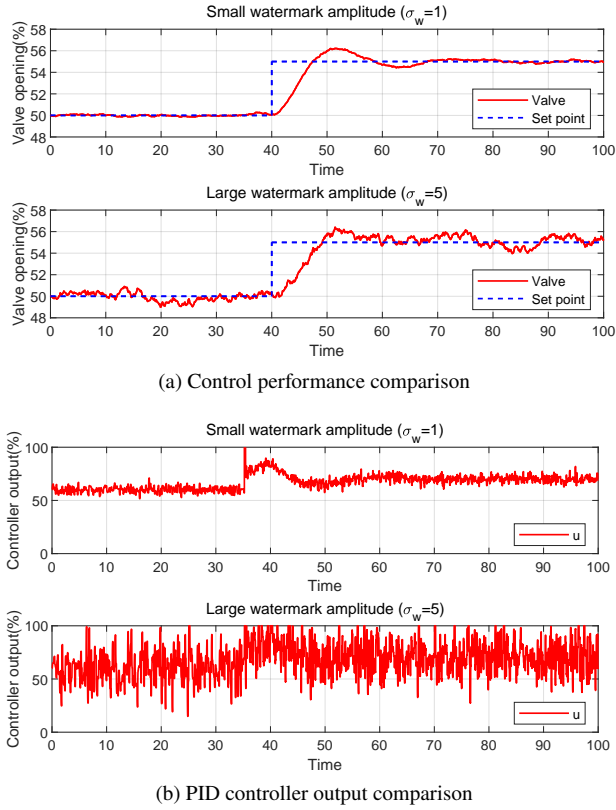 Small watermark amplitude (σw=1)
Valve opening(%)
58
56
54
52
50
48
0 10 20 30 40 50 60 70 80 90 100
Time
Valve
Set point
Large watermark amplitude (σw=5)
Valve opening(%)
58
56
54
52
50
48
0 10 20 30 40 50 60 70 80 90 100
Time
Valve
Set point
(a) Control performance comparison
Small watermark amplitude (σw=1)
Controller output(%)
100
50
0
0 10 20 30 40 50 60 70 80 90 100
Time
u
Large watermark amplitude (σw=5)
Controller output(%)
100
50
0
0 10 20 30 40 50 60 70 80 90 100
Time
u
(b) PID controller output comparison